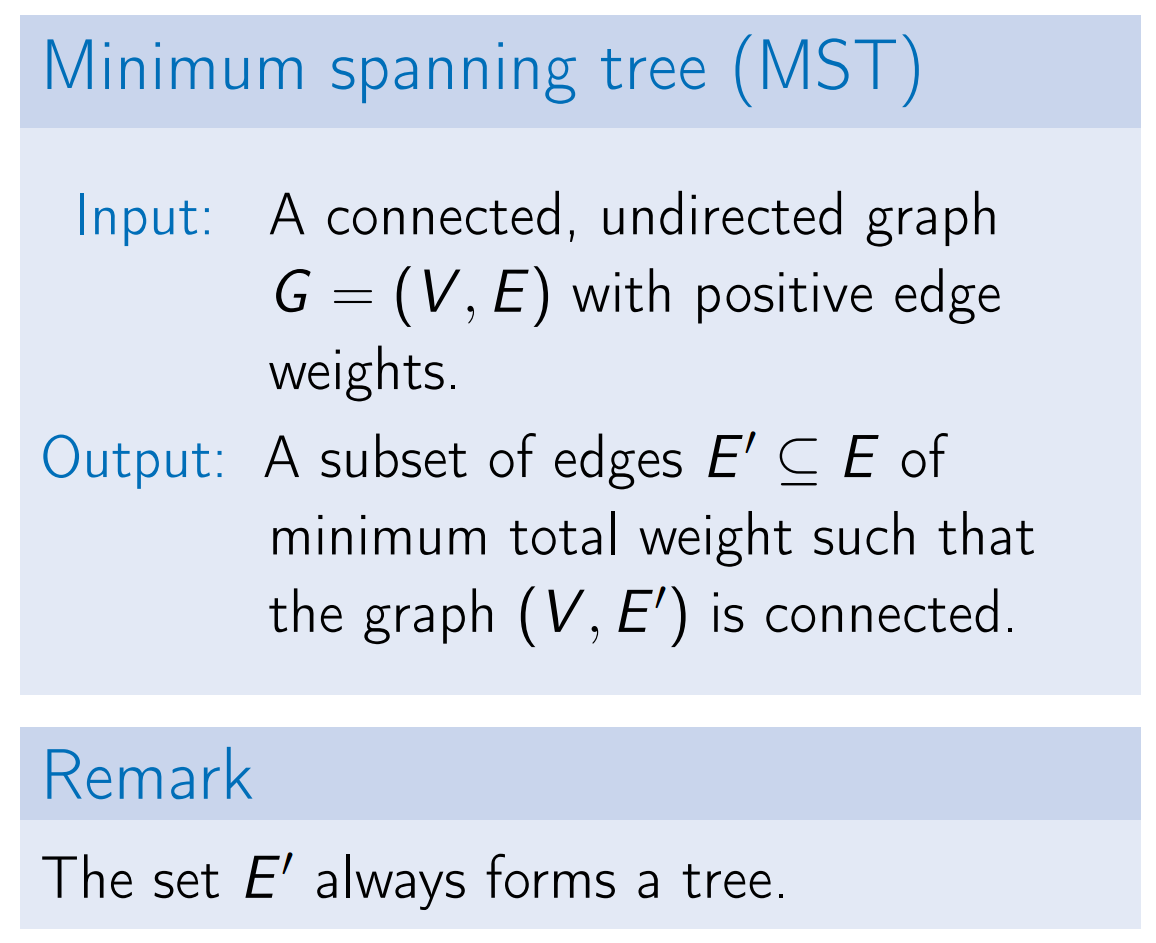 Minimum spanning tree (MST)
Input: A connected, undirected graph
G = (V, E) with positive edge
weights.
Output: A subset of edges E′ ⊆ E of
minimum total weight such that
the graph (V, E′) is connected.
Remark
The set E′ always forms a tree.